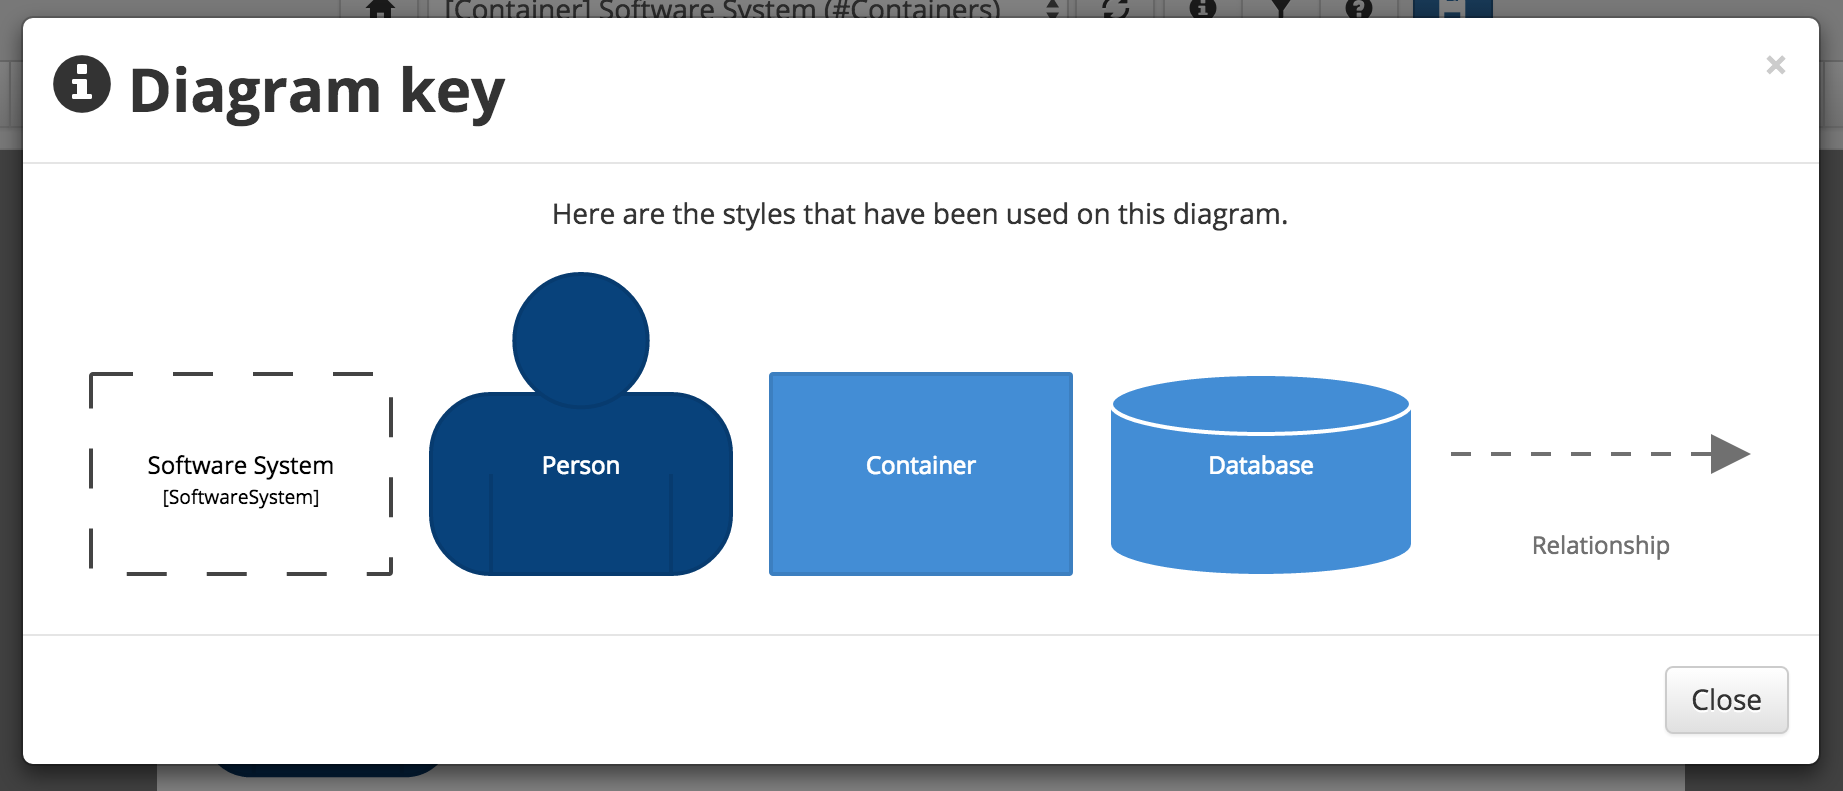 [Container] Software System (#Containers)
Diagram key
×
Here are the styles that have been used on this diagram.
Software System
[SoftwareSystem]
Person
Container
Database
Relationship
Close